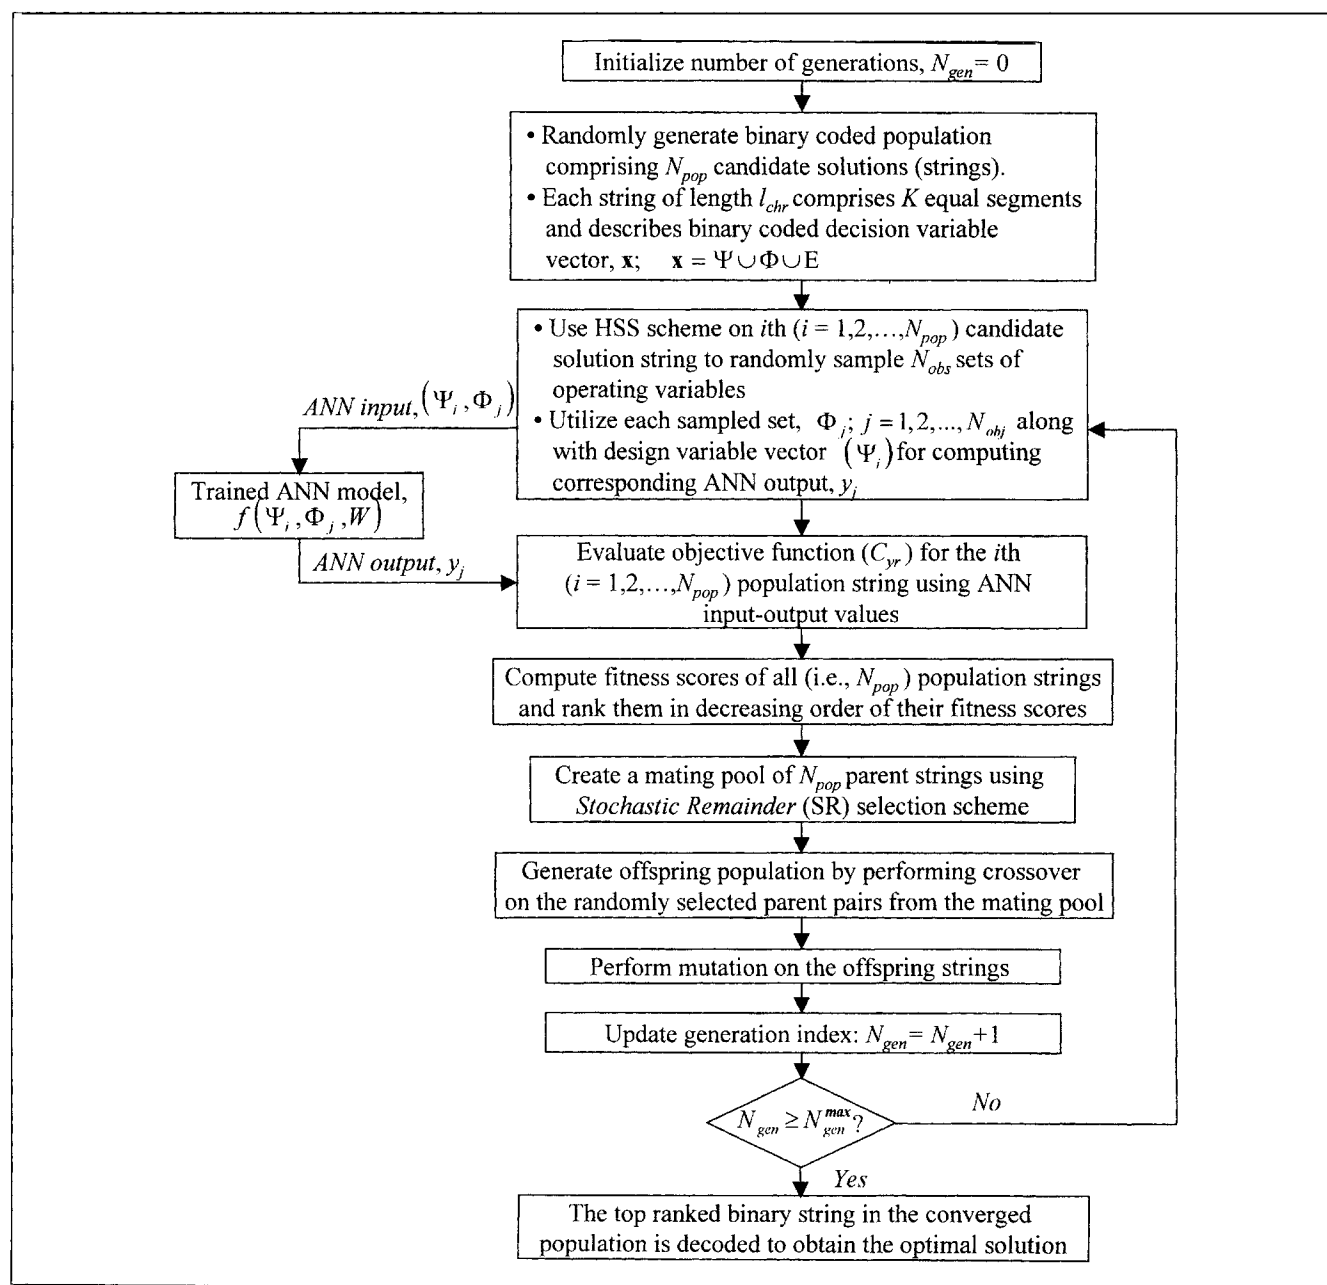 Initialize number of generations, N_gen = 0
• Randomly generate binary coded population
comprising N_pop candidate solutions (strings).
• Each string of length l_chr comprises K equal segments
and describes binary coded decision variable
vector, x; x = Ψ∪Φ∪E
• Use HSS scheme on ith (i = 1,2,…,N_pop) candidate
solution string to randomly sample N_obs sets of
operating variables
• Utilize each sampled set, Φ_j; j = 1,2,..., N_obj along
with design variable vector (Ψ_i) for computing
corresponding ANN output, y_j
ANN input, (Ψ_i, Φ_j)
Trained ANN model,
f(Ψ_i, Φ_j, W)
ANN output, y_j
Evaluate objective function (C_yr) for the ith
(i = 1,2,…,N_pop) population string using ANN
input-output values
Compute fitness scores of all (i.e., N_pop) population strings
and rank them in decreasing order of their fitness scores
Create a mating pool of N_pop parent strings using
Stochastic Remainder (SR) selection scheme
Generate offspring population by performing crossover
on the randomly selected parent pairs from the mating pool
Perform mutation on the offspring strings
Update generation index: N_gen = N_gen+1
N_gen ≥ N_gen^max ?
No
Yes
The top ranked binary string in the converged
population is decoded to obtain the optimal solution